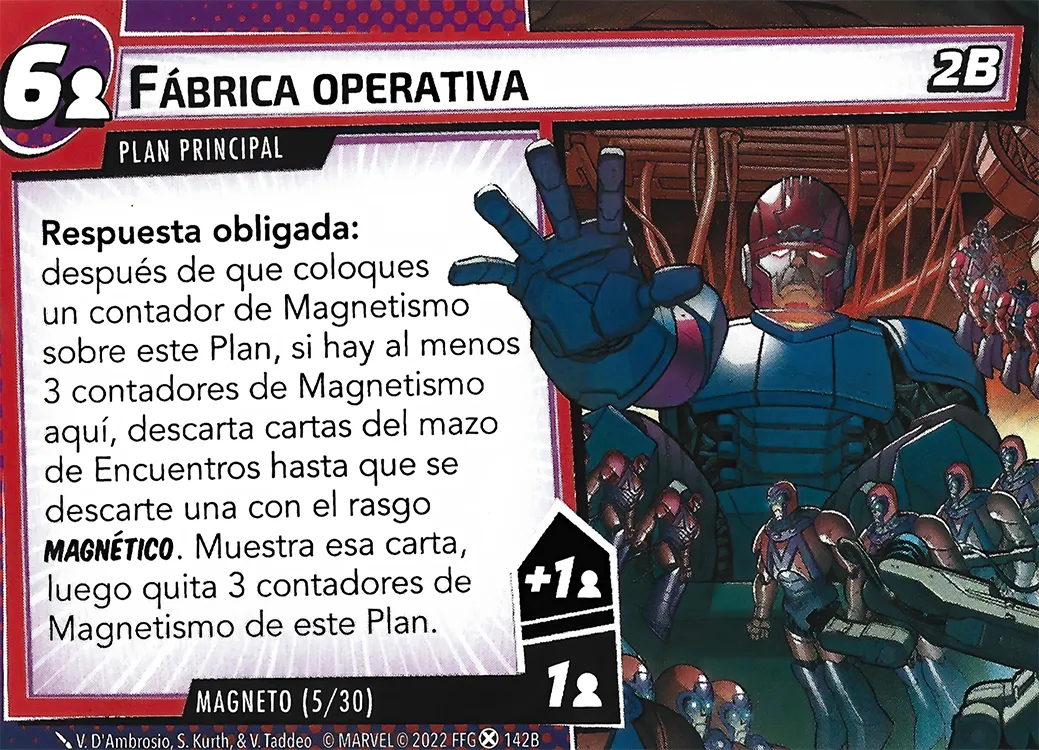 6
FÁBRICA OPERATIVA
2B
PLAN PRINCIPAL
Respuesta obligada:
después de que coloques
un contador de Magnetismo
sobre este Plan, si hay al menos
3 contadores de Magnetismo
aquí, descarta cartas del mazo
de Encuentros hasta que se
descarte una con el rasgo
MAGNÉTICO. Muestra esa carta,
luego quita 3 contadores de
Magnetismo de este Plan.
+1
1
MAGNETO (5/30)
V. D'Ambrosio, S. Kurth, & V. Taddeo © MARVEL © 2022 FFG 142B